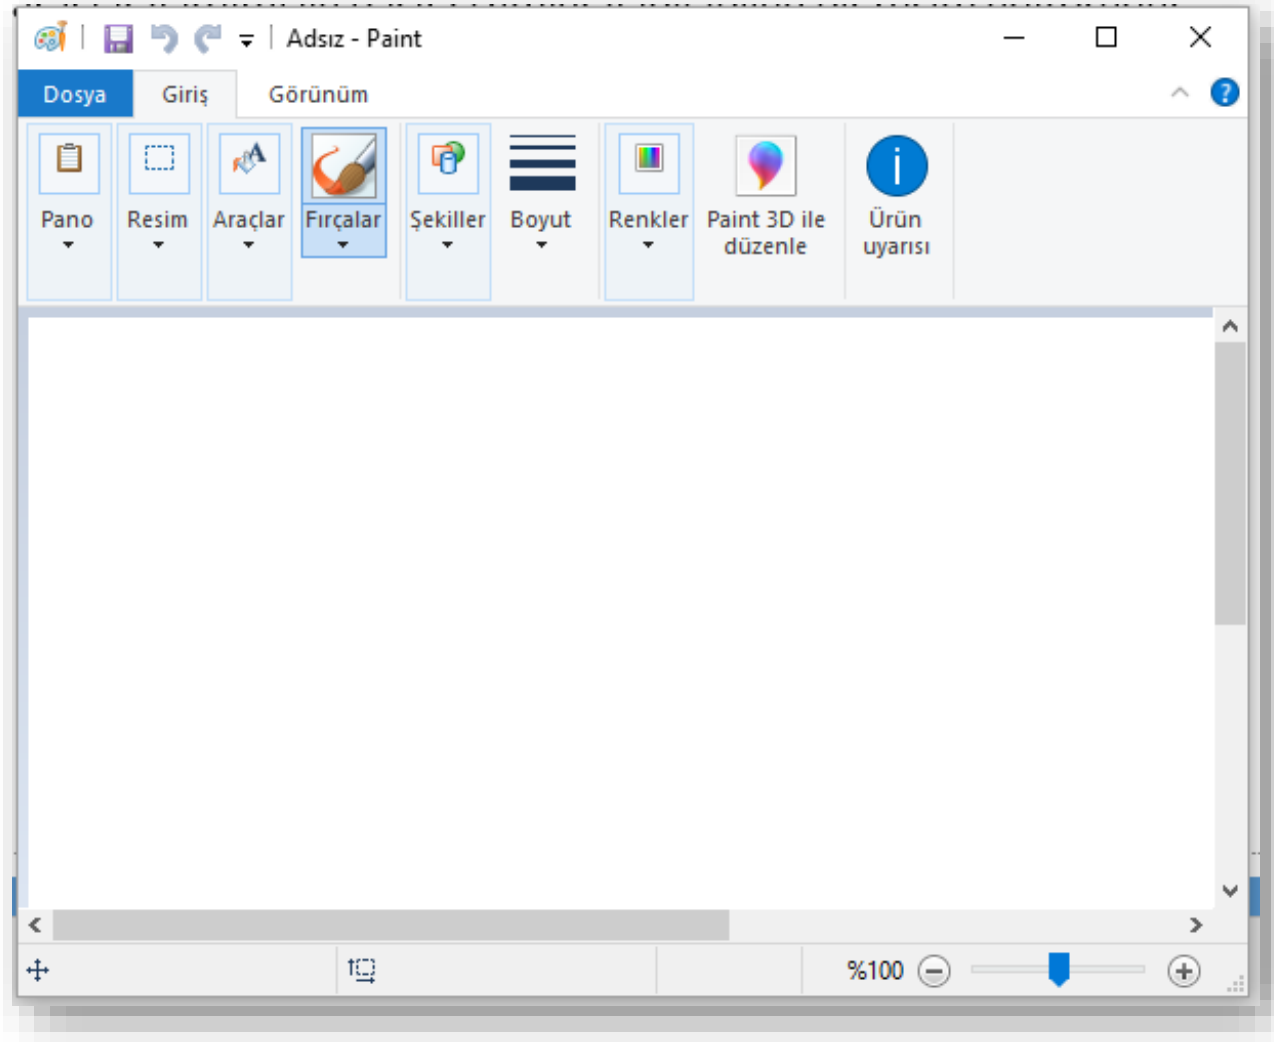 Adsız - Paint
Dosya Giriş Görünüm
Pano Resim Araçlar Fırçalar Şekiller Boyut Renkler Paint 3D ile düzenle Ürün uyarısı
%100